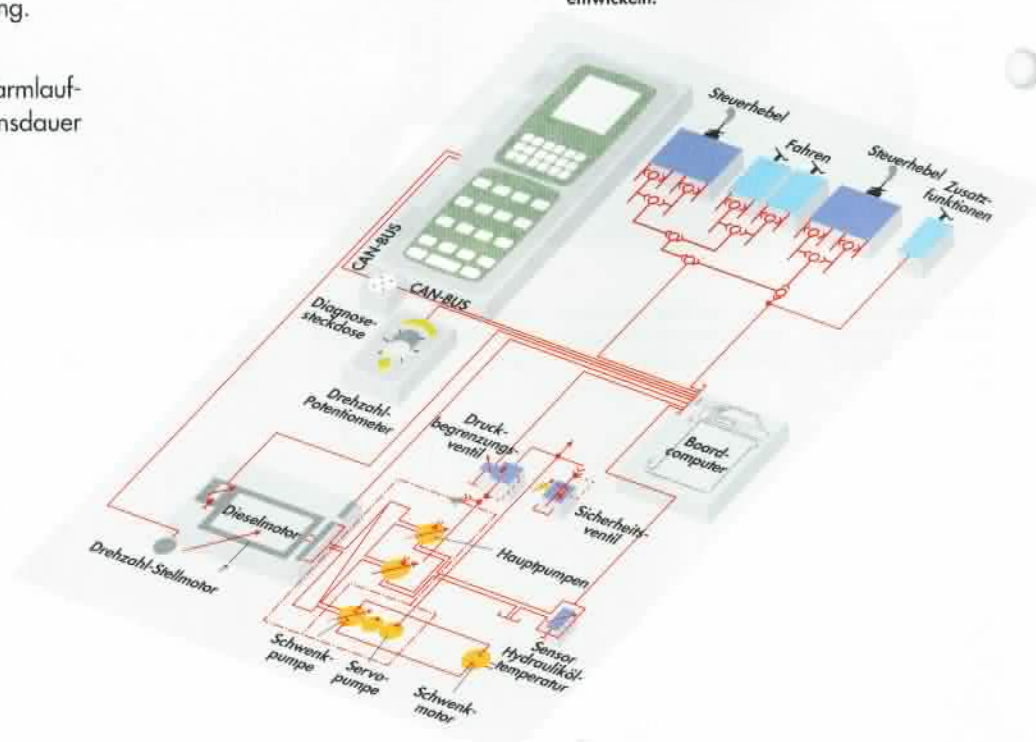 ng.
entwickeln.
armlauf-
nsdauer
Steuerhebel
Fahren
Steuerhebel
Zusatz-
funktionen
CAN-BUS
CAN-BUS
Diagnose-
steckdose
Drehzahl-
Potentiometer
Druck-
begrenzungs-
ventil
Board-
computer
Sicherheits-
ventil
Dieselmotor
Hauptpumpen
Drehzahl-Stellmotor
Schwenk-
pumpe
Servo-
pumpe
Schwenk-
motor
Sensor
Hydrauliköl-
temperatur